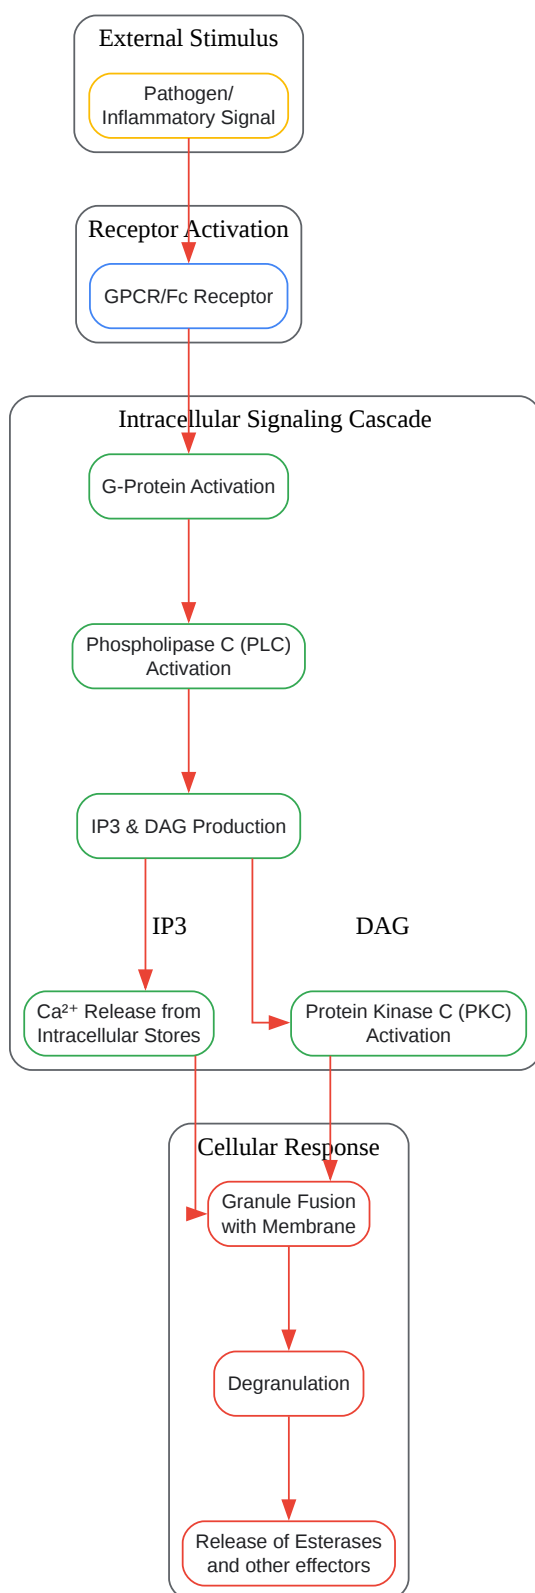 External Stimulus
Pathogen/
Inflammatory Signal
Receptor Activation
GPCR/Fc Receptor
Intracellular Signaling Cascade
G-Protein Activation
Phospholipase C (PLC)
Activation
IP3 & DAG Production
IP3
DAG
Ca²⁺ Release from
Intracellular Stores
Protein Kinase C (PKC)
Activation
Cellular Response
Granule Fusion
with Membrane
Degranulation
Release of Esterases
and other effectors